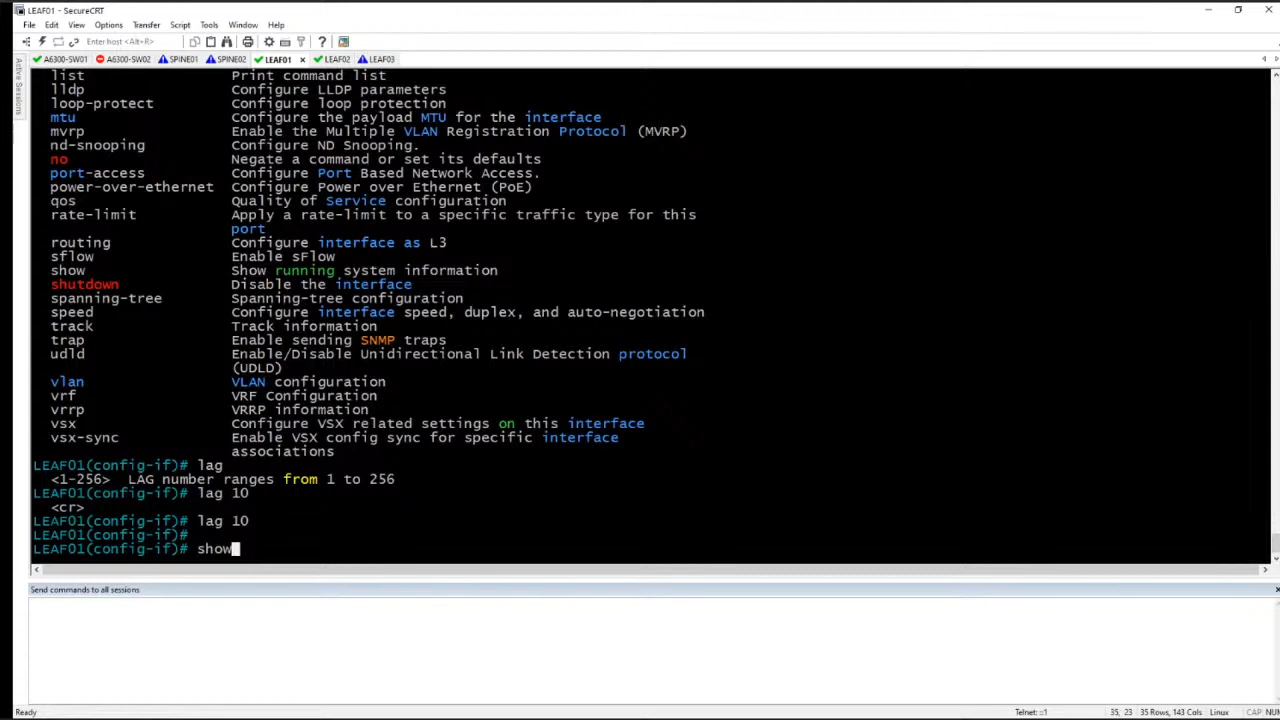 LEAF01 - SecureCRT
File Edit View Options Transfer Script Tools Window Help
Enter host <Alt+R>
A6300-SW01 A6300-SW02 SPINE01 SPINE02 LEAF01 LEAF02 LEAF03
Active Sessions
list Print command list
lldp Configure LLDP parameters
loop-protect Configure loop protection
mtu Configure the payload MTU for the interface
mvrp Enable the Multiple VLAN Registration Protocol (MVRP)
nd-snooping Configure ND Snooping.
no Negate a command or set its defaults
port-access Configure Port Based Network Access.
power-over-ethernet Configure Power over Ethernet (PoE)
qos Quality of Service configuration
rate-limit Apply a rate-limit to a specific traffic type for this
port
routing Configure interface as L3
sflow Enable sFlow
show Show running system information
shutdown Disable the interface
spanning-tree Spanning-tree configuration
speed Configure interface speed, duplex, and auto-negotiation
track Track information
trap Enable sending SNMP traps
udld Enable/Disable Unidirectional Link Detection protocol
(UDLD)
vlan VLAN configuration
vrf VRF Configuration
vrrp VRRP information
vsx Configure VSX related settings on this interface
vsx-sync Enable VSX config sync for specific interface
associations
LEAF01(config-if)# lag
<1-256> LAG number ranges from 1 to 256
LEAF01(config-if)# lag 10
<cr>
LEAF01(config-if)# lag 10
LEAF01(config-if)#
LEAF01(config-if)# show
Send commands to all sessions
Ready Telnet: ::1 35, 23 35 Rows, 143 Cols Linux CAP NUM